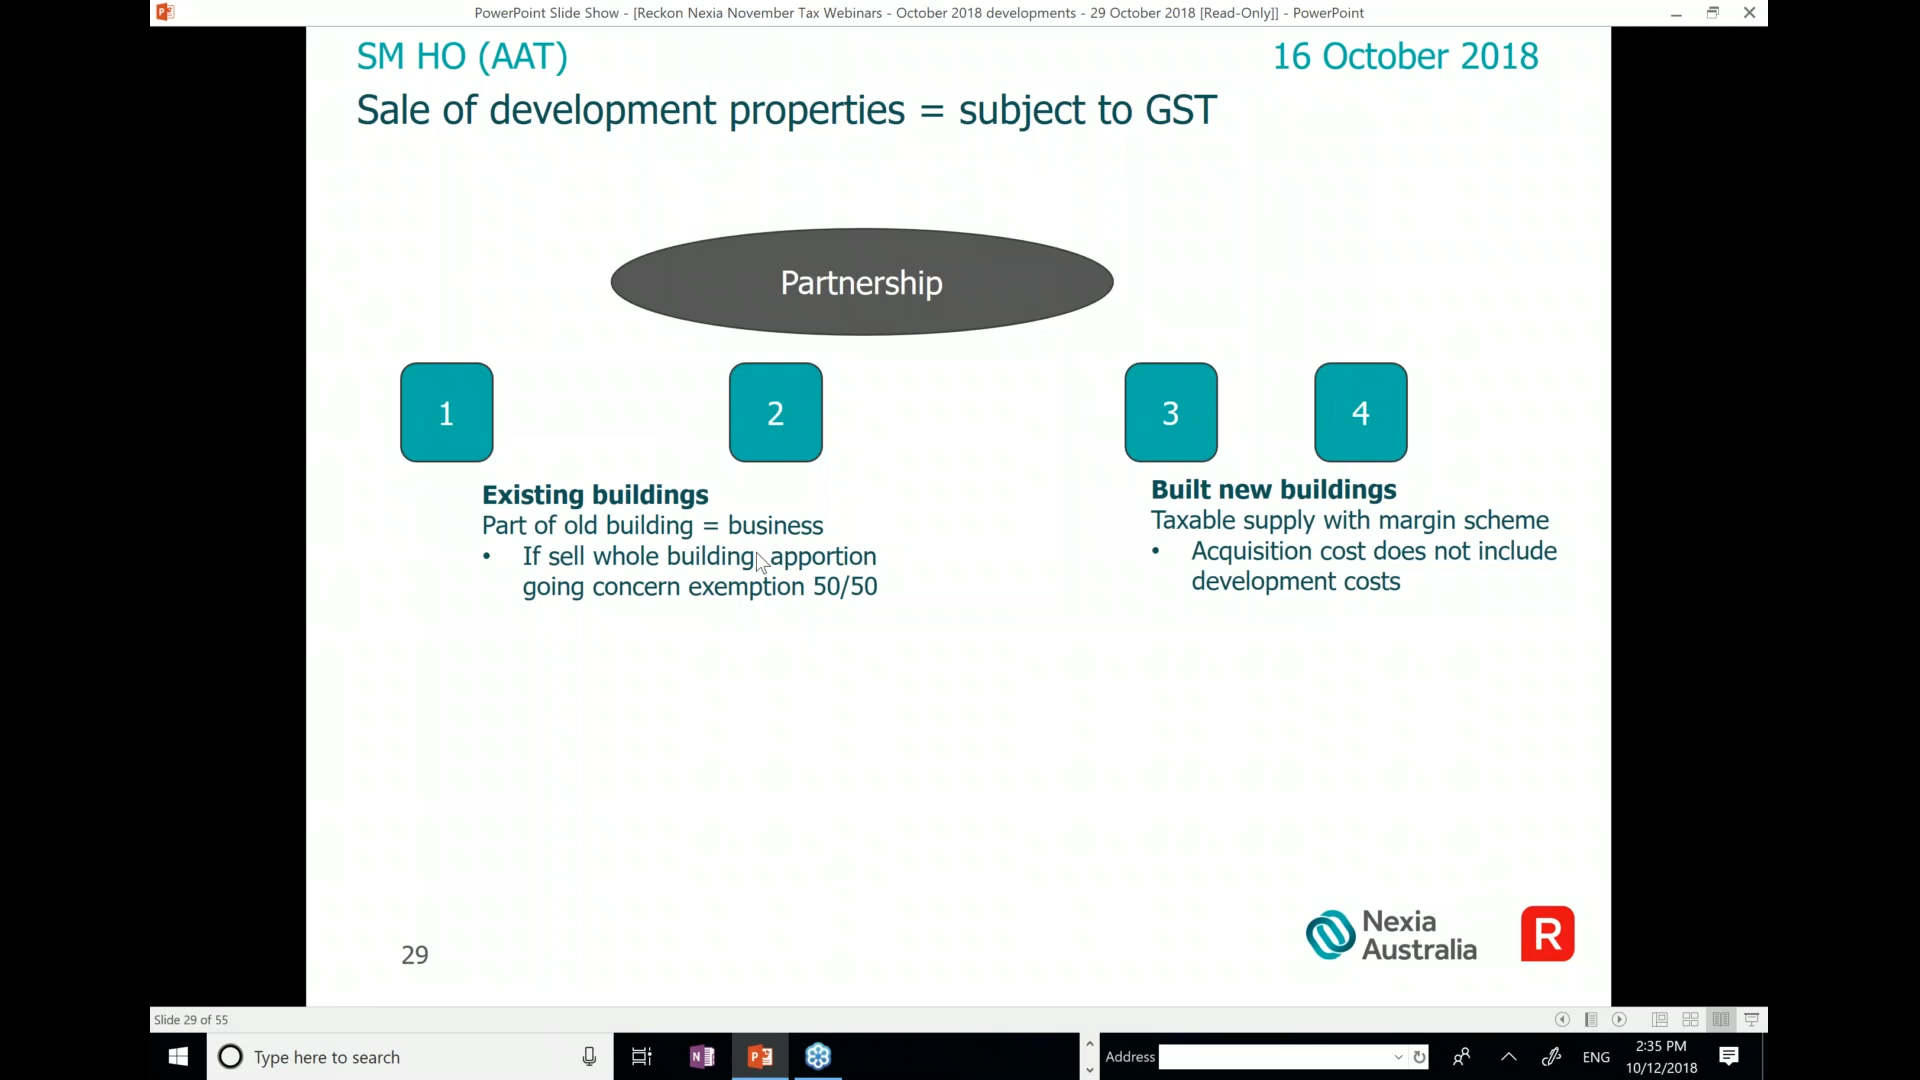 PowerPoint Slide Show - [Reckon Nexia November Tax Webinars - October 2018 developments - 29 October 2018 [Read-Only]] - PowerPoint
SM HO (AAT)
16 October 2018
Sale of development properties = subject to GST
Partnership
1
2
3
4
Existing buildings
Part of old building = business
• If sell whole building, apportion
going concern exemption 50/50
Built new buildings
Taxable supply with margin scheme
• Acquisition cost does not include
development costs
29
Nexia
Australia
R
Slide 29 of 55
Type here to search
N
P
Address
ENG
2:35 PM
10/12/2018